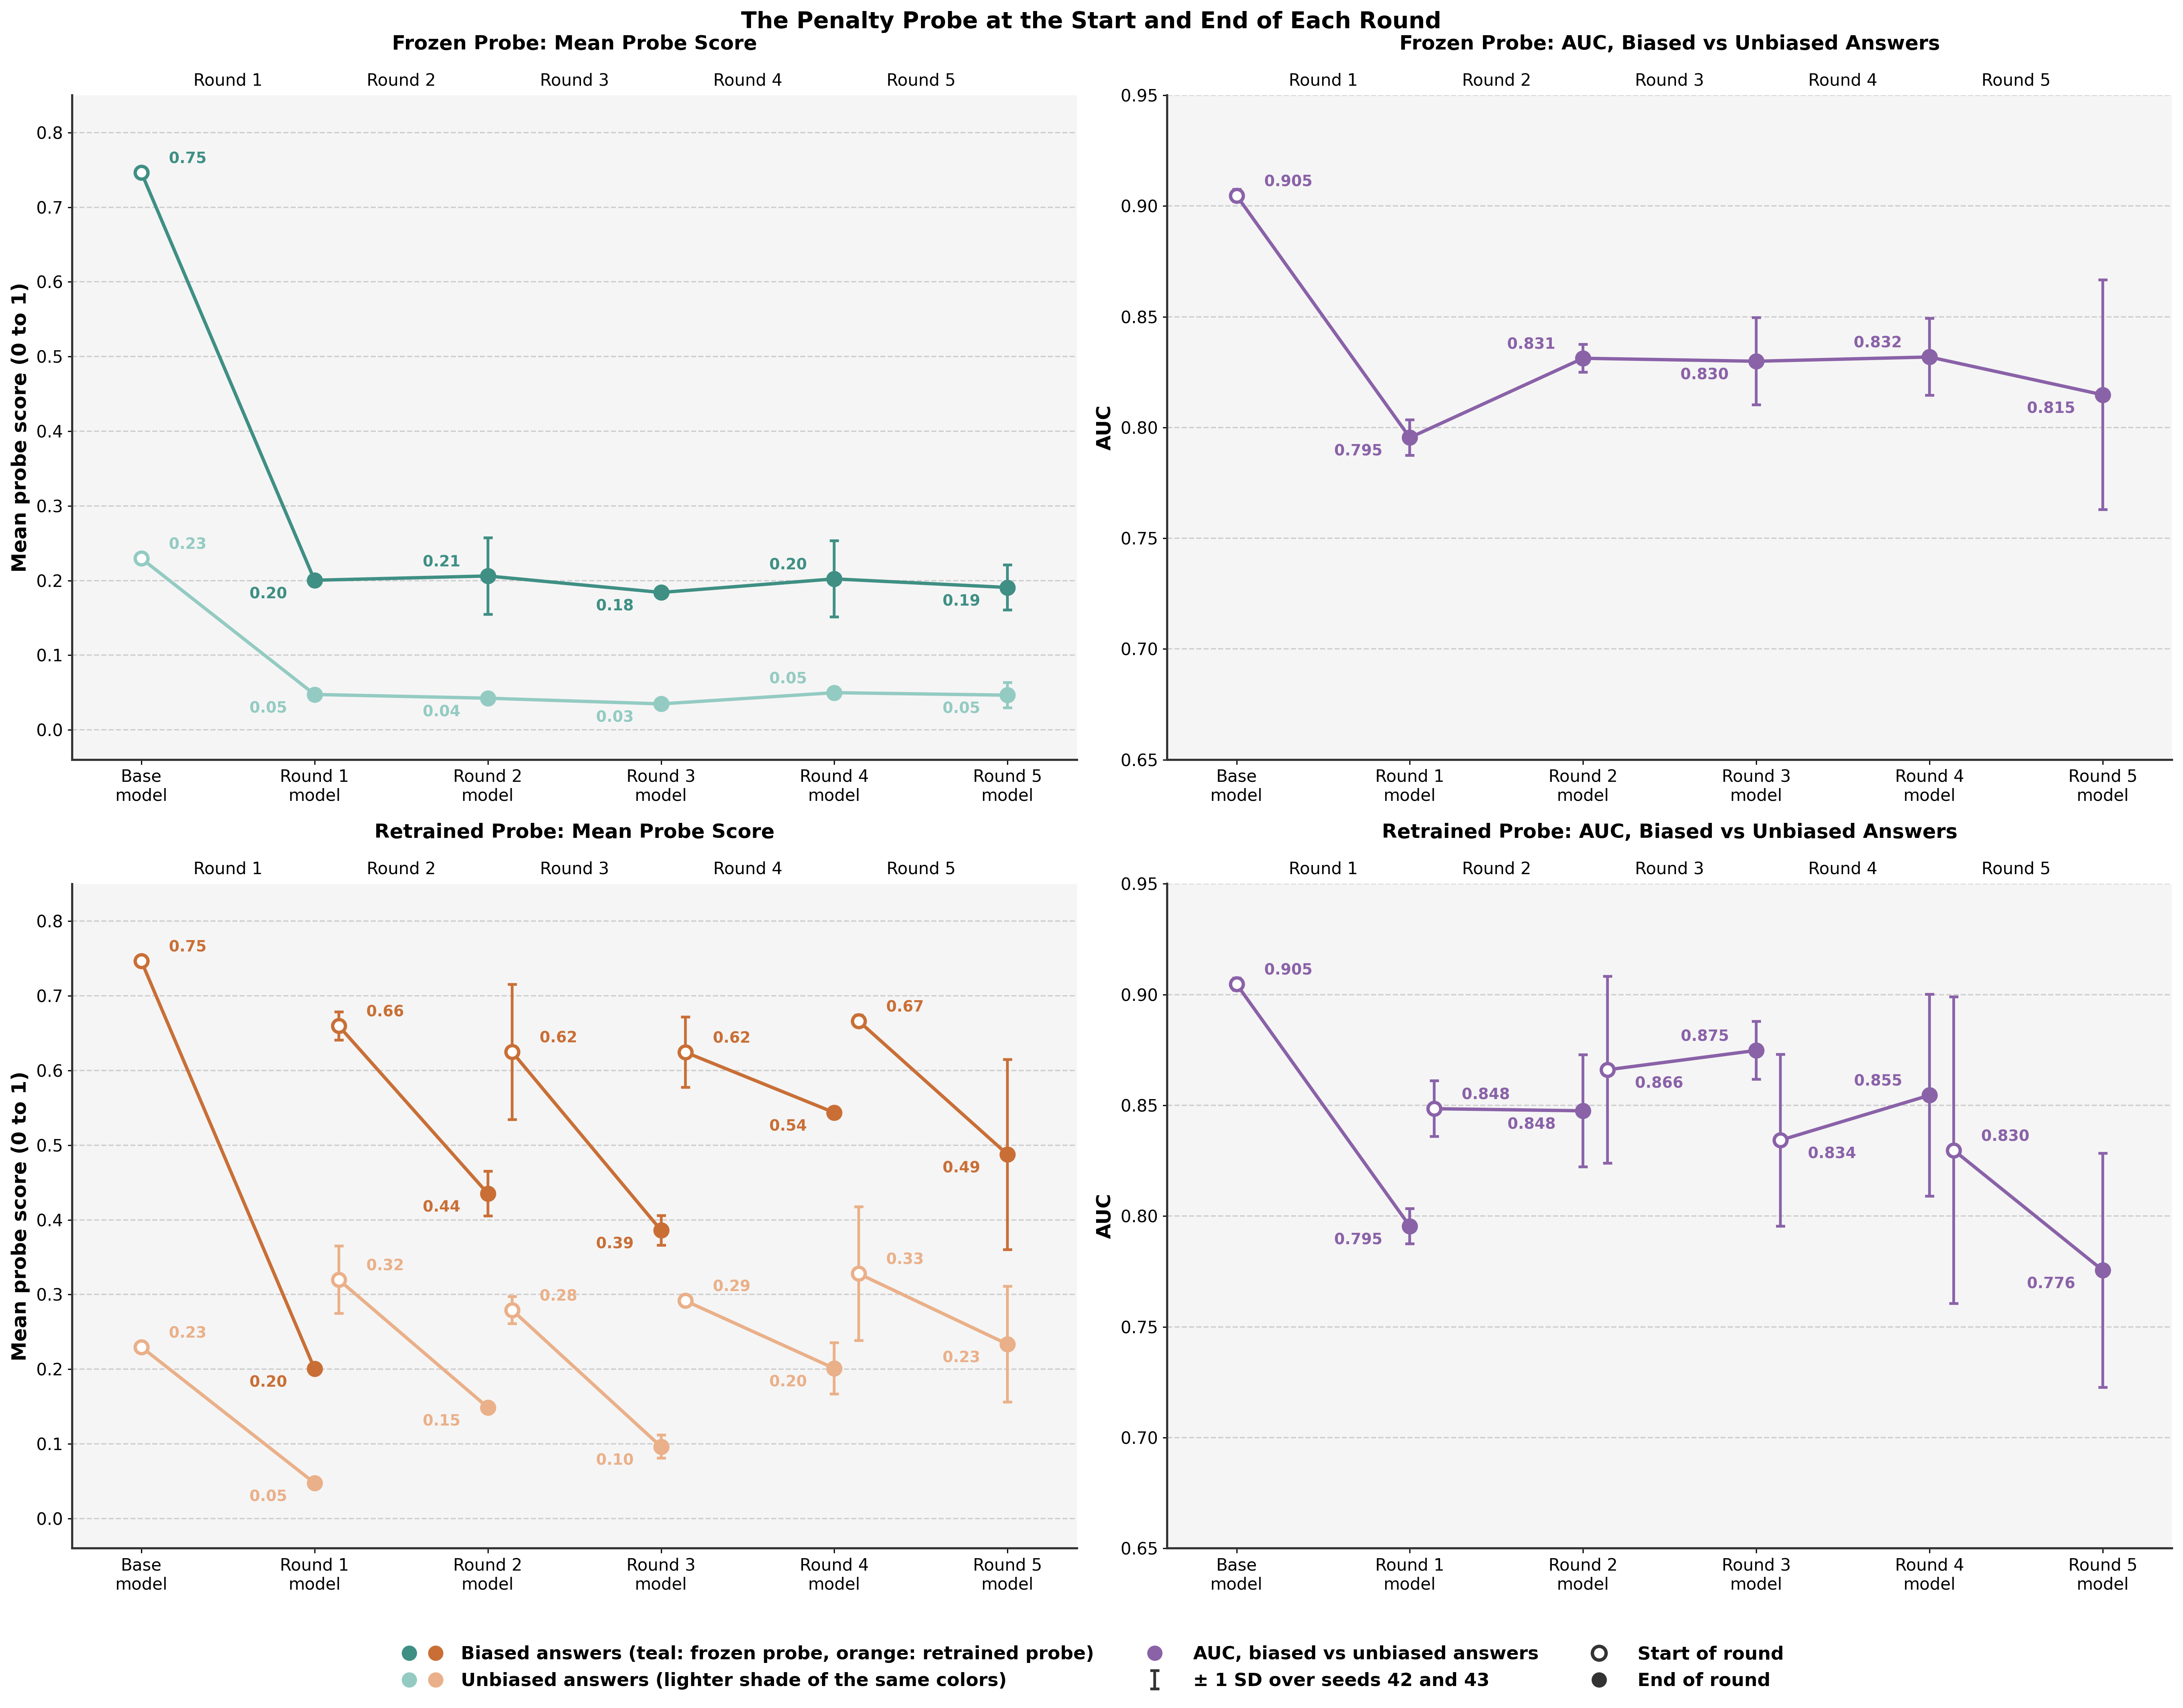 The Penalty Probe at the Start and End of Each Round
Frozen Probe: Mean Probe Score
Round 1 Round 2 Round 3 Round 4 Round 5
Mean probe score (0 to 1)
0.8
0.7
0.6
0.5
0.4
0.3
0.2
0.1
0.0
0.75
0.20
0.21
0.18
0.20
0.19
0.23
0.05
0.04
0.03
0.05
0.05
Base model
Round 1 model
Round 2 model
Round 3 model
Round 4 model
Round 5 model
Frozen Probe: AUC, Biased vs Unbiased Answers
Round 1 Round 2 Round 3 Round 4 Round 5
AUC
0.95
0.90
0.85
0.80
0.75
0.70
0.65
0.905
0.795
0.831
0.830
0.832
0.815
Base model
Round 1 model
Round 2 model
Round 3 model
Round 4 model
Round 5 model
Retrained Probe: Mean Probe Score
Round 1 Round 2 Round 3 Round 4 Round 5
Mean probe score (0 to 1)
0.8
0.7
0.6
0.5
0.4
0.3
0.2
0.1
0.0
0.75
0.20
0.66
0.44
0.62
0.39
0.62
0.54
0.67
0.49
0.23
0.05
0.32
0.15
0.28
0.10
0.29
0.20
0.33
0.23
Base model
Round 1 model
Round 2 model
Round 3 model
Round 4 model
Round 5 model
Retrained Probe: AUC, Biased vs Unbiased Answers
Round 1 Round 2 Round 3 Round 4 Round 5
AUC
0.95
0.90
0.85
0.80
0.75
0.70
0.65
0.905
0.795
0.848
0.848
0.866
0.875
0.834
0.855
0.830
0.776
Base model
Round 1 model
Round 2 model
Round 3 model
Round 4 model
Round 5 model
Biased answers (teal: frozen probe, orange: retrained probe)
Unbiased answers (lighter shade of the same colors)
AUC, biased vs unbiased answers
± 1 SD over seeds 42 and 43
Start of round
End of round